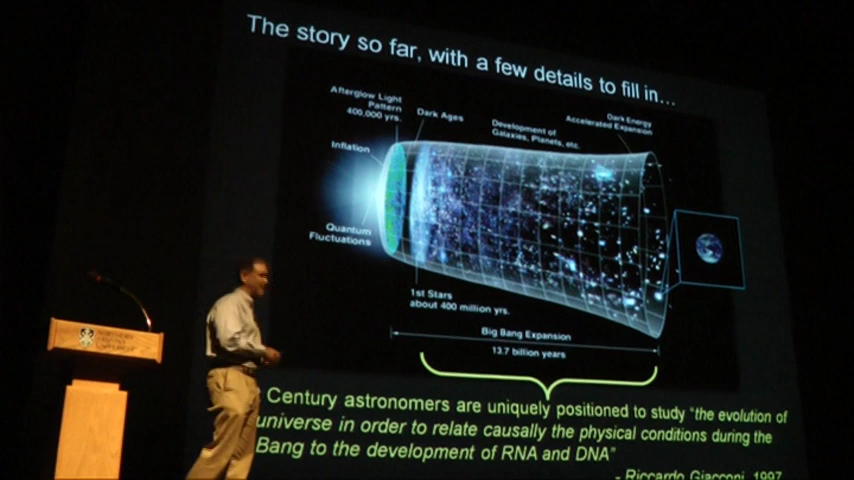 The story so far, with a few details to fill in...
Afterglow Light
Pattern
400,000 yrs.
Dark Ages
Development of
Galaxies, Planets, etc.
Dark Energy
Accelerated Expansion
Inflation
Quantum
Fluctuations
1st Stars
about 400 million yrs.
Big Bang Expansion
13.7 billion years
NORTHERN
ARIZONA
UNIVERSITY
Century astronomers are uniquely positioned to study "the evolution of
universe in order to relate causally the physical conditions during the
Bang to the development of RNA and DNA"
- Riccardo Giacconi, 1997